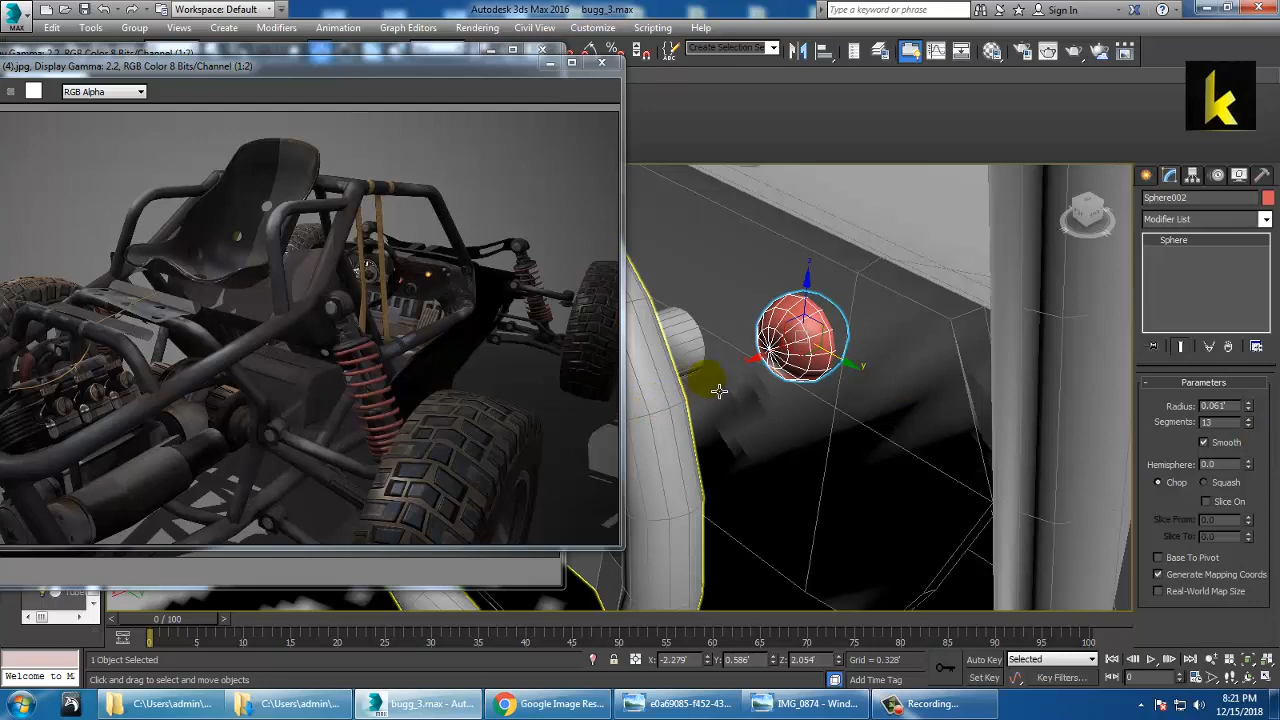 Workspace: Default
Autodesk 3ds Max 2016 bugg_3.max
Type a keyword or phrase
Sign In
MAX
Edit Tools Group Views Create Modifiers Animation Graph Editors Rendering Civil View Customize Scripting Help
Create Selection Se
(4).jpg, Display Gamma: 2.2, RGB Color 8 Bits/Channel (1:2)
RGB Alpha
k
Sphere002
Modifier List
Sphere
z
y
Parameters
Radius: 0.061'
Segments: 13
Smooth
Hemisphere: 0.0
Chop Squash
Slice On
Slice From: 0.0
Slice To: 0.0
Base To Pivot
Generate Mapping Coords
Real-World Map Size
0 / 100
0 5 10 15 20 25 30 35 40 45 50 55 60 65 70 75 80 85 90 95 100
1 Object Selected
X: -2.279' Y: 0.586' Z: 2.054' Grid = 0.328'
Auto Key Selected
Welcome to M
Click and drag to select and move objects
Add Time Tag
Set Key Key Filters... 0
C:\Users\admin\...
C:\Users\admin\...
bugg_3.max - Aut...
Google Image Res...
e0a69085-f452-43...
IMG_0874 - Wind...
Recording...
8:21 PM
12/15/2018